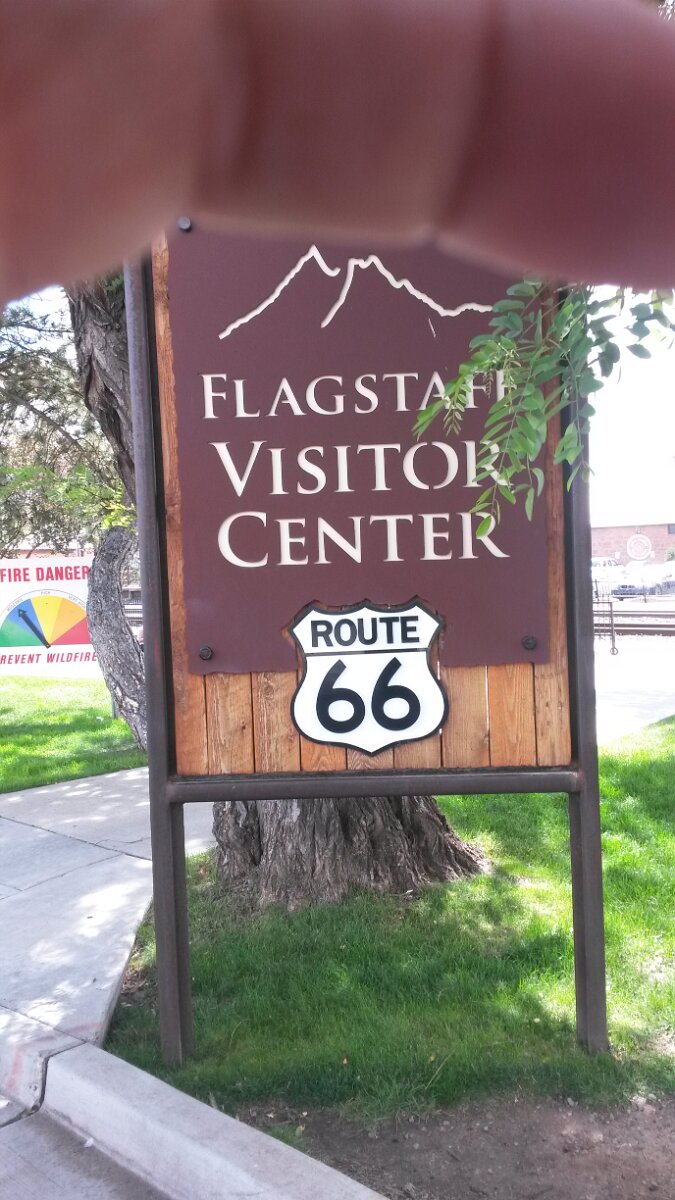 FLAGSTAFF
VISITOR
CENTER
ROUTE
66
FIRE DANGER
REVENT WILDFIRE